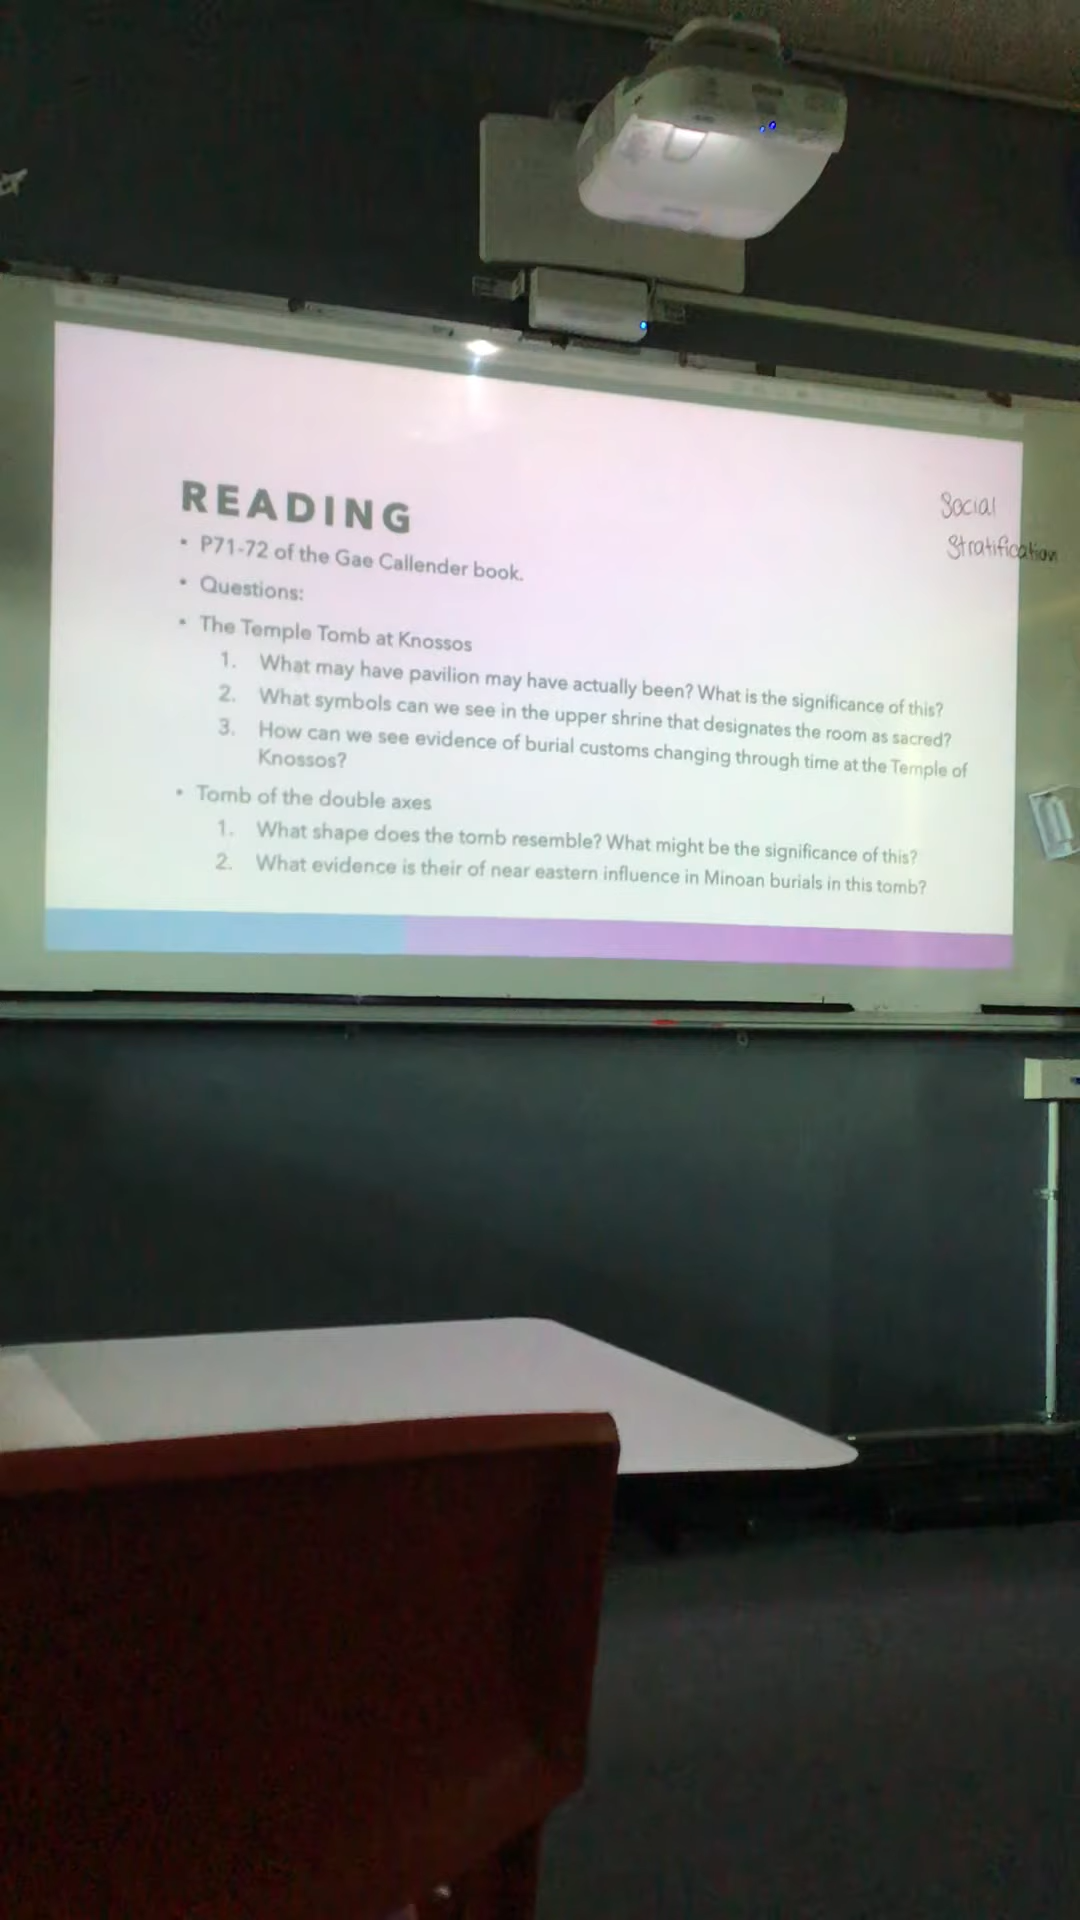 READING
• P71-72 of the Gae Callender book.
• Questions:
• The Temple Tomb at Knossos
1. What may have pavilion may have actually been? What is the significance of this?
2. What symbols can we see in the upper shrine that designates the room as sacred?
3. How can we see evidence of burial customs changing through time at the Temple of
Knossos?
• Tomb of the double axes
1. What shape does the tomb resemble? What might be the significance of this?
2. What evidence is their of near eastern influence in Minoan burials in this tomb?
Social
Stratification